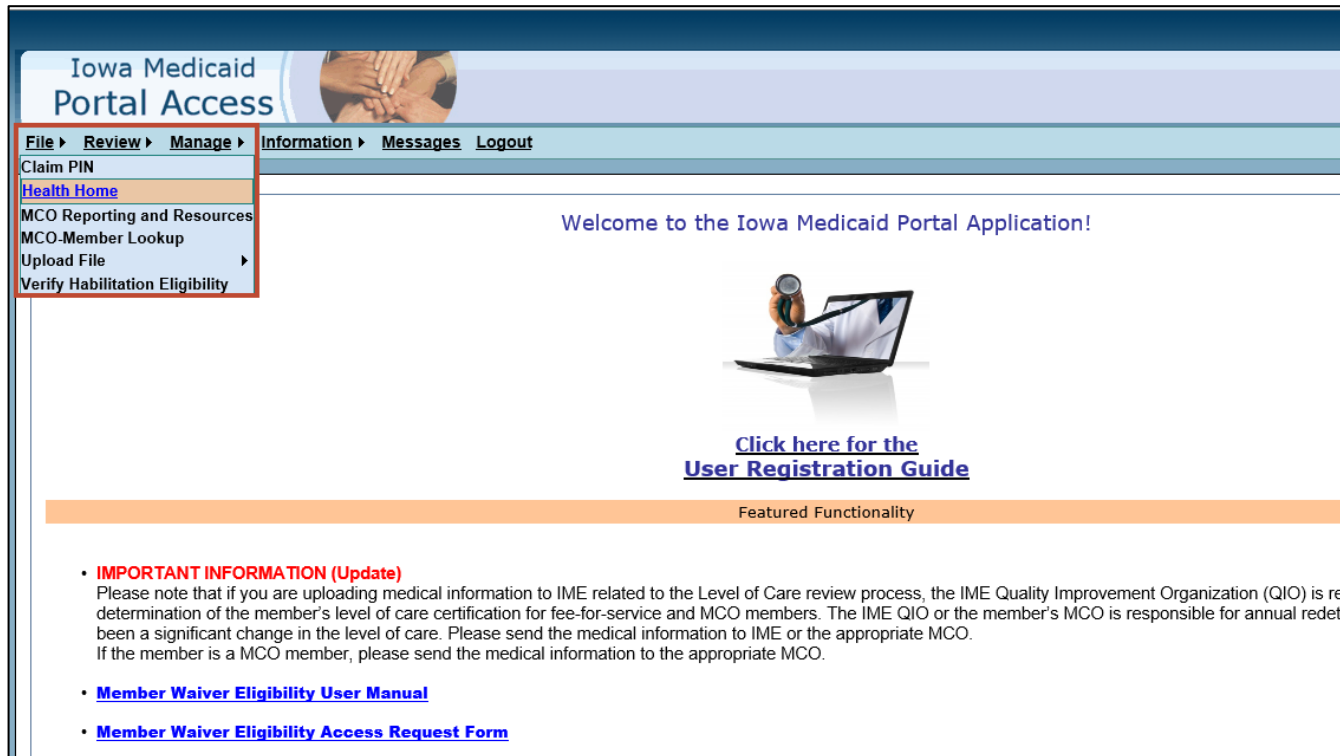 Iowa Medicaid
Portal Access
File Review Manage Information Messages Logout
Claim PIN
Health Home
MCO Reporting and Resources
MCO-Member Lookup
Upload File
Verify Habilitation Eligibility
Welcome to the Iowa Medicaid Portal Application!
Click here for the
User Registration Guide
Featured Functionality
• IMPORTANT INFORMATION (Update)
Please note that if you are uploading medical information to IME related to the Level of Care review process, the IME Quality Improvement Organization (QIO) is re
determination of the member's level of care certification for fee-for-service and MCO members. The IME QIO or the member's MCO is responsible for annual redet
been a significant change in the level of care. Please send the medical information to IME or the appropriate MCO.
If the member is a MCO member, please send the medical information to the appropriate MCO.
• Member Waiver Eligibility User Manual
• Member Waiver Eligibility Access Request Form